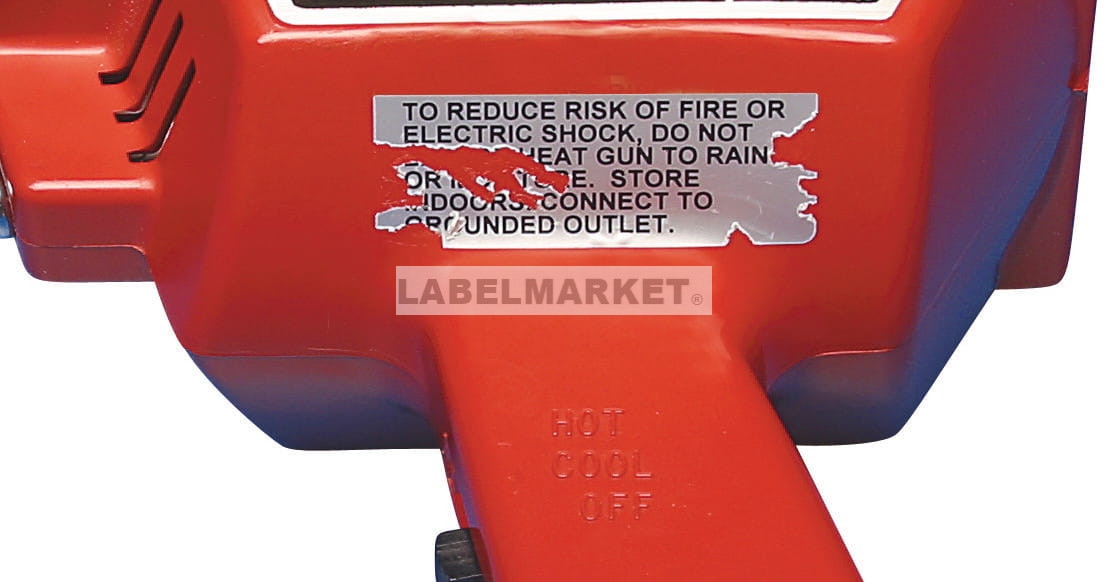 TO REDUCE RISK OF FIRE OR
ELECTRIC SHOCK, DO NOT
HEAT GUN TO RAIN
OR STORE
INDOORS. CONNECT TO
GROUNDED OUTLET.
LABELMARKET®
HOT
COOL
OFF